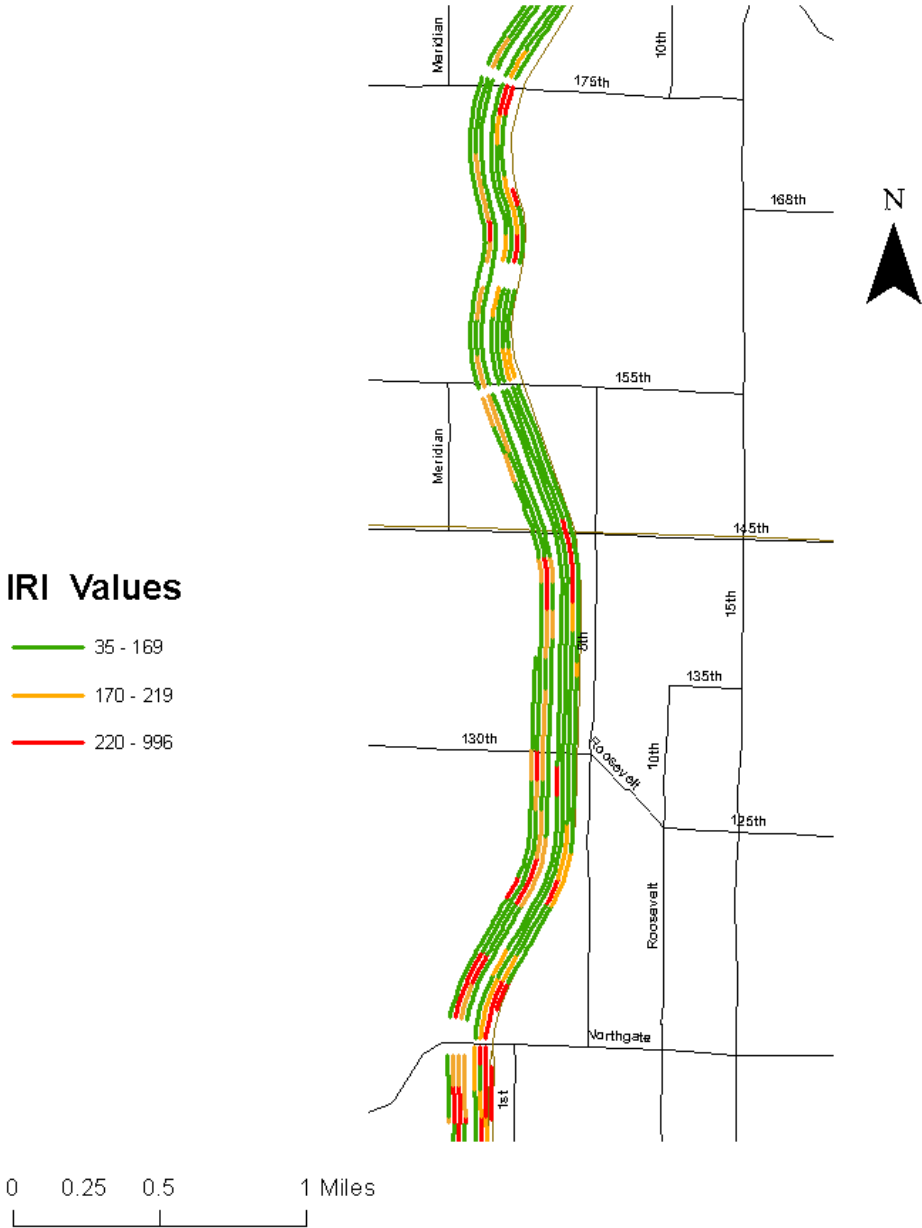 Meridian
10th
175th
168th
N
155th
Meridian
145th
IRI Values
15th
35 - 169
8th
135th
170 - 219
130th
Roosevelt
10th
220 - 996
125th
Roosevelt
Northgate
1st
0 0.25 0.5 1 Miles